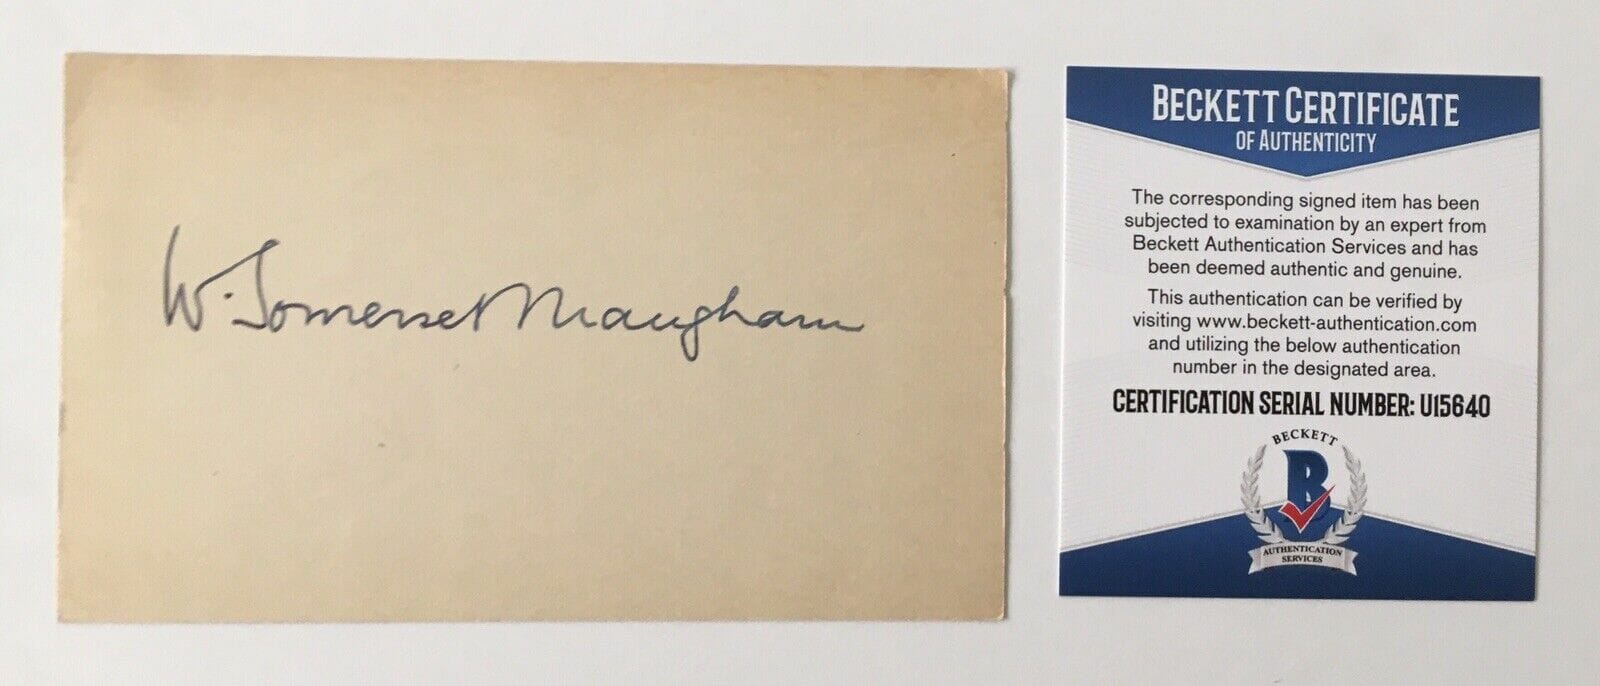 W. Somerset Maugham
BECKETT CERTIFICATE
OF AUTHENTICITY
The corresponding signed item has been
subjected to examination by an expert from
Beckett Authentication Services and has
been deemed authentic and genuine.
This authentication can be verified by
visiting www.beckett-authentication.com
and utilizing the below authentication
number in the designated area.
CERTIFICATION SERIAL NUMBER: U15640
BECKETT
B
AUTHENTICATION
SERVICES